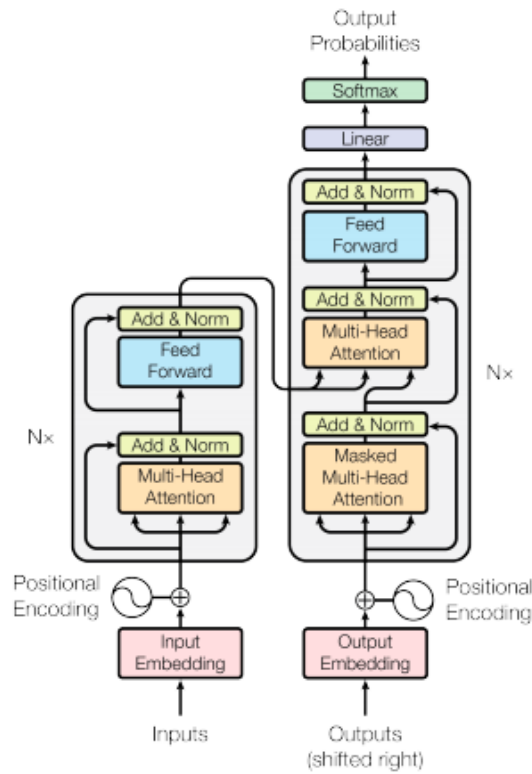 Output
Probabilities
Softmax
Linear
Add & Norm
Feed
Forward
Add & Norm
Multi-Head
Attention
Add & Norm
Masked
Multi-Head
Attention
N×
Positional
Encoding
Output
Embedding
Outputs
(shifted right)
Add & Norm
Feed
Forward
Add & Norm
Multi-Head
Attention
N×
Positional
Encoding
Input
Embedding
Inputs